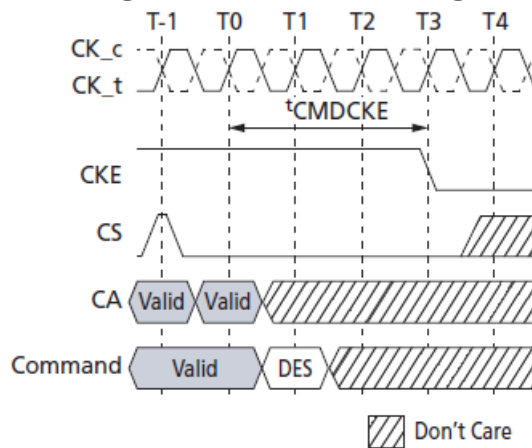 T-1 T0 T1 T2 T3 T4
CK_c
CK_t
tCMDCKE
CKE
CS
CA Valid Valid
Command Valid DES
Don't Care